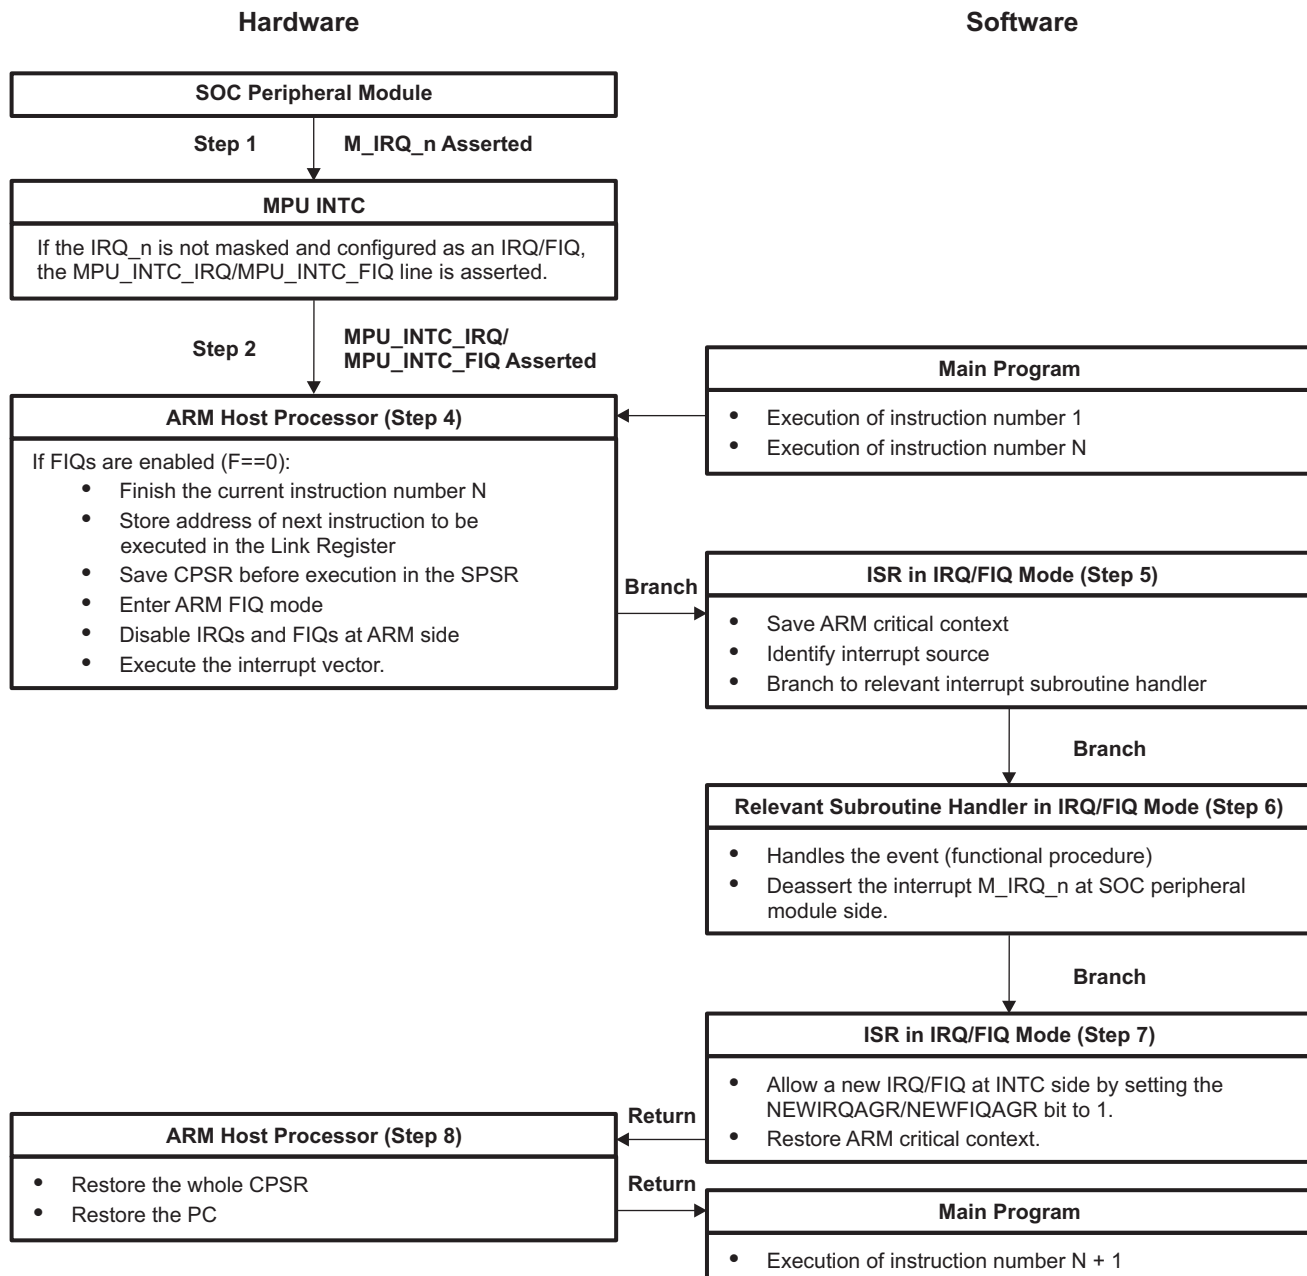 Hardware
Software
SOC Peripheral Module
Step 1
M_IRQ_n Asserted
MPU INTC
If the IRQ_n is not masked and configured as an IRQ/FIQ,
the MPU_INTC_IRQ/MPU_INTC_FIQ line is asserted.
Step 2
MPU_INTC_IRQ/
MPU_INTC_FIQ Asserted
Main Program
• Execution of instruction number 1
• Execution of instruction number N
ARM Host Processor (Step 4)
If FIQs are enabled (F==0):
• Finish the current instruction number N
• Store address of next instruction to be
executed in the Link Register
• Save CPSR before execution in the SPSR
• Enter ARM FIQ mode
• Disable IRQs and FIQs at ARM side
• Execute the interrupt vector.
Branch
ISR in IRQ/FIQ Mode (Step 5)
• Save ARM critical context
• Identify interrupt source
• Branch to relevant interrupt subroutine handler
Branch
Relevant Subroutine Handler in IRQ/FIQ Mode (Step 6)
• Handles the event (functional procedure)
• Deassert the interrupt M_IRQ_n at SOC peripheral
module side.
Branch
ISR in IRQ/FIQ Mode (Step 7)
• Allow a new IRQ/FIQ at INTC side by setting the
NEWIRQAGR/NEWFIQAGR bit to 1.
• Restore ARM critical context.
Return
ARM Host Processor (Step 8)
• Restore the whole CPSR
• Restore the PC
Return
Main Program
• Execution of instruction number N + 1